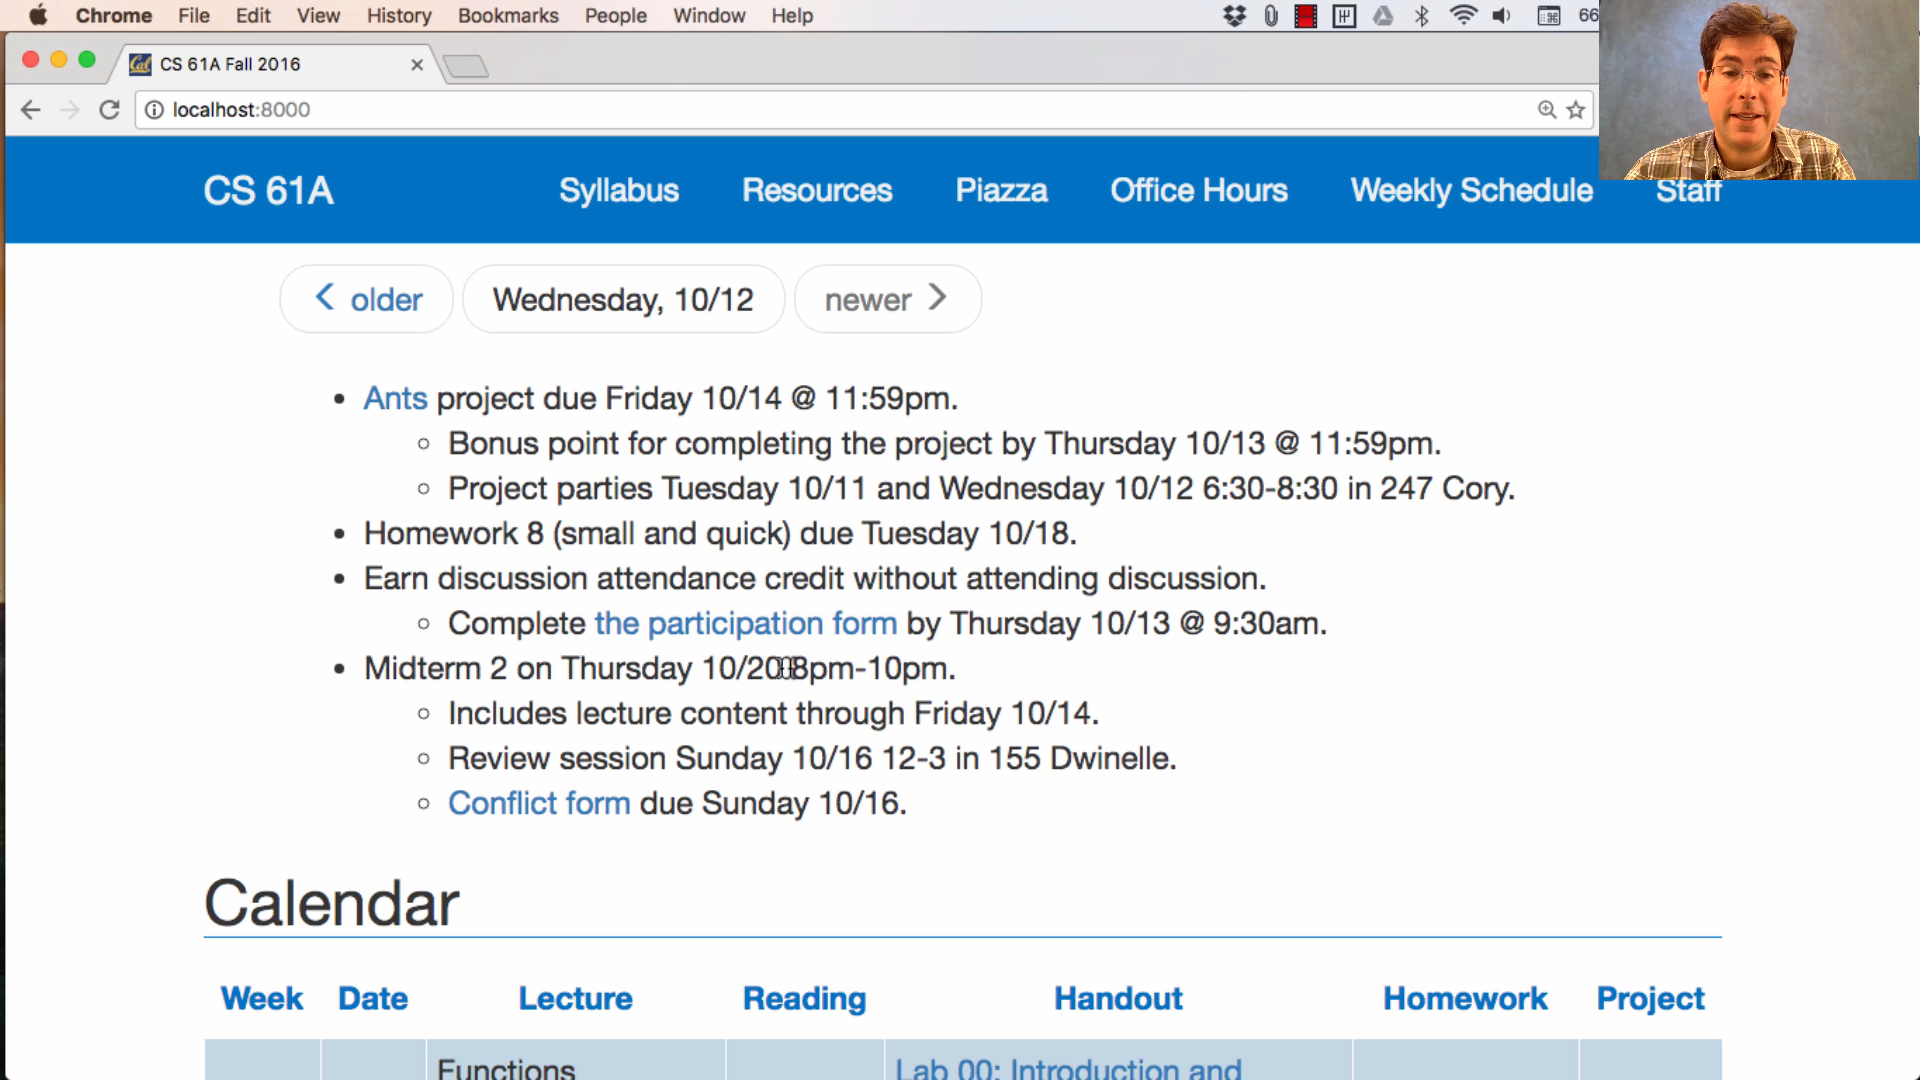 Chrome File Edit View History Bookmarks People Window Help 66
CS 61A Fall 2016
localhost:8000
CS 61A Syllabus Resources Piazza Office Hours Weekly Schedule Staff
older Wednesday, 10/12 newer
Ants project due Friday 10/14 @ 11:59pm.
Bonus point for completing the project by Thursday 10/13 @ 11:59pm.
Project parties Tuesday 10/11 and Wednesday 10/12 6:30-8:30 in 247 Cory.
Homework 8 (small and quick) due Tuesday 10/18.
Earn discussion attendance credit without attending discussion.
Complete the participation form by Thursday 10/13 @ 9:30am.
Midterm 2 on Thursday 10/20 8pm-10pm.
Includes lecture content through Friday 10/14.
Review session Sunday 10/16 12-3 in 155 Dwinelle.
Conflict form due Sunday 10/16.
Calendar
Week Date Lecture Reading Handout Homework Project
Functions Lab 00: Introduction and